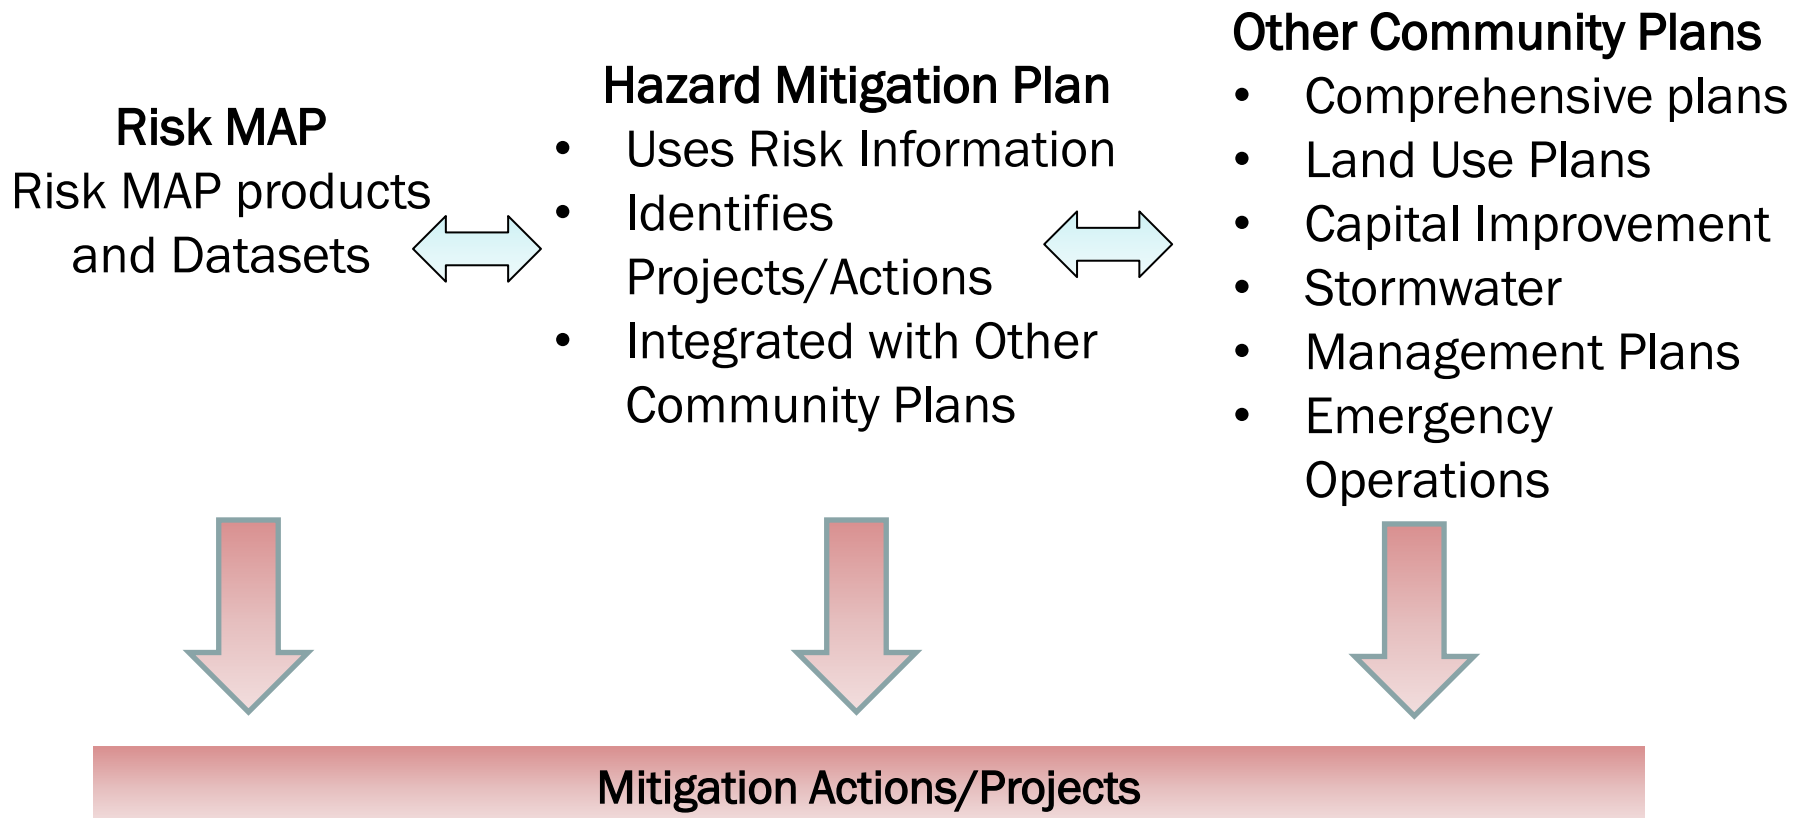 Risk MAP
Risk MAP products
and Datasets
Hazard Mitigation Plan
• Uses Risk Information
• Identifies
Projects/Actions
• Integrated with Other
Community Plans
Other Community Plans
• Comprehensive plans
• Land Use Plans
• Capital Improvement
• Stormwater
• Management Plans
• Emergency
Operations
Mitigation Actions/Projects